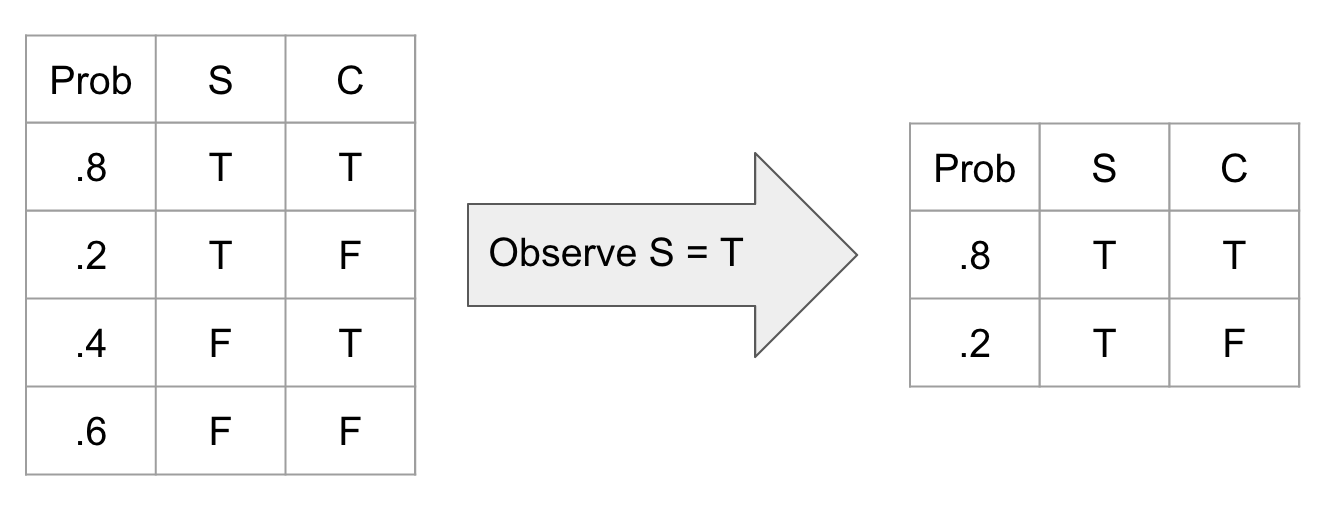 Prob S C
.8 T T
.2 T F
.4 F T
.6 F F
Observe S = T
Prob S C
.8 T T
.2 T F